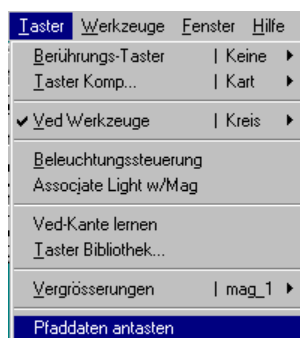 Taster Werkzeuge Fenster Hilfe
Berührungs-Taster | Keine
Taster Komp... | Kart
Ved Werkzeuge | Kreis
Beleuchtungssteuerung
Associate Light w/Mag
Ved-Kante lernen
Taster Bibliothek...
Vergrösserungen | mag_1
Pfaddaten antasten